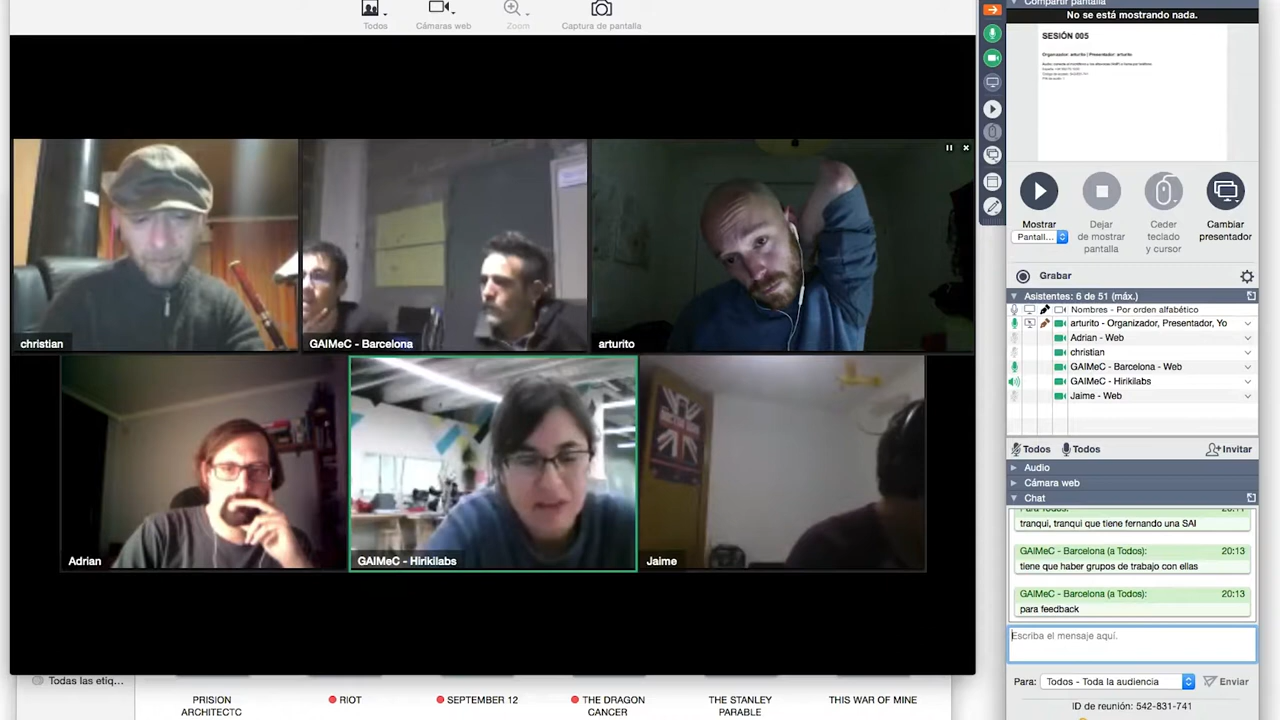 Todos
Cámaras web
Zoom
Captura de pantalla
christian
GAIMeC - Barcelona
arturito
Adrian
GAIMeC - Hirikilabs
Jaime
Todas las etiq...
PRISION
ARCHITECTC
RIOT
SEPTEMBER 12
THE DRAGON
CANCER
THE STANLEY
PARABLE
THIS WAR OF MINE
Compartir pantalla
No se está mostrando nada.
SESIÓN 005
Organizador: arturito | Presentador: arturito
Mostrar
Pantall...
Dejar
de mostrar
pantalla
Ceder
teclado
y cursor
Cambiar
presentador
Grabar
Asistentes: 6 de 51 (máx.)
Nombres - Por orden alfabético
arturito - Organizador, Presentador, Yo
Adrian - Web
christian
GAIMeC - Barcelona - Web
GAIMeC - Hirikilabs
Jaime - Web
Todos
Todos
Invitar
Audio
Cámara web
Chat
tranqui, tranqui que tiene fernando una SAI
GAIMeC - Barcelona (a Todos): 20:13
tiene que haber grupos de trabajo con ellas
GAIMeC - Barcelona (a Todos): 20:13
para feedback
Escriba el mensaje aquí.
Para: Todos - Toda la audiencia Enviar
ID de reunión: 542-831-741